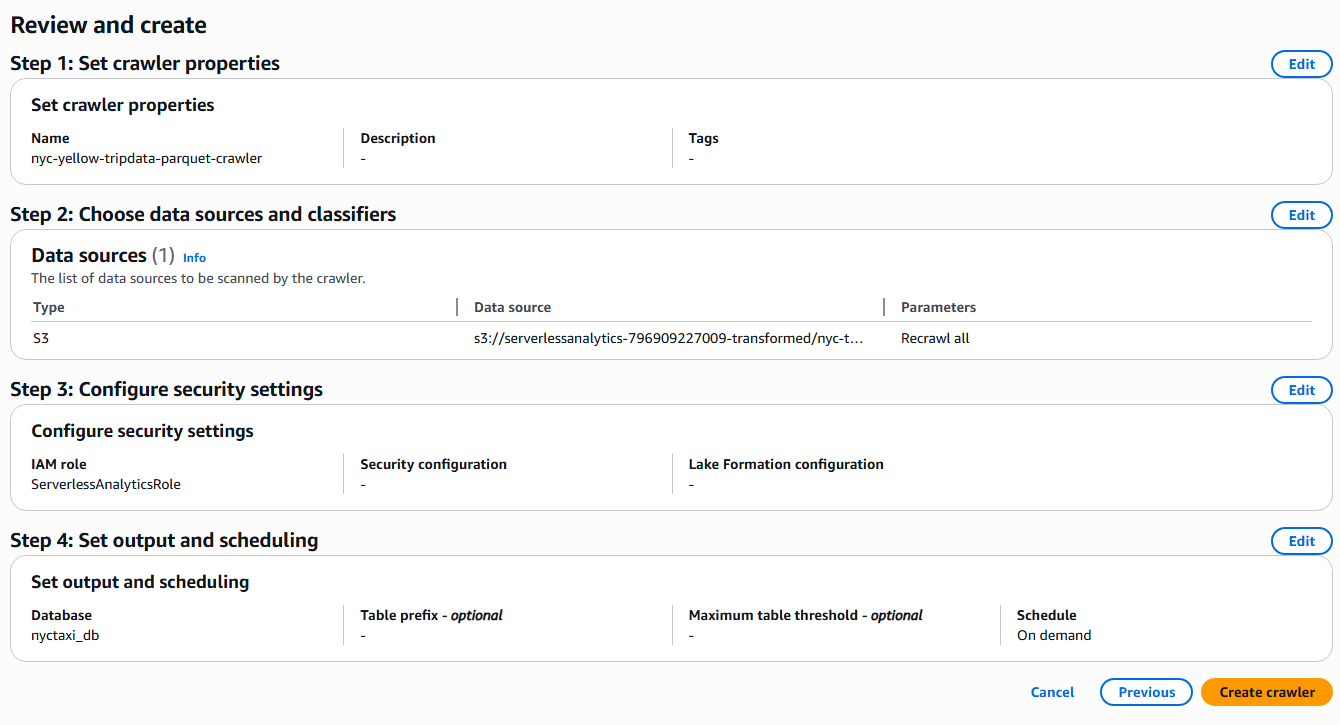 Review and create
Step 1: Set crawler properties
Edit
Set crawler properties
Name
Description
Tags
nyc-yellow-tripdata-parquet-crawler
-
-
Step 2: Choose data sources and classifiers
Edit
Data sources (1) Info
The list of data sources to be scanned by the crawler.
Type
Data source
Parameters
S3
s3://serverlessanalytics-796909227009-transformed/nyc-t…
Recrawl all
Step 3: Configure security settings
Edit
Configure security settings
IAM role
Security configuration
Lake Formation configuration
ServerlessAnalyticsRole
-
-
Step 4: Set output and scheduling
Edit
Set output and scheduling
Database
Table prefix - optional
Maximum table threshold - optional
Schedule
nyctaxi_db
-
-
On demand
Cancel
Previous
Create crawler